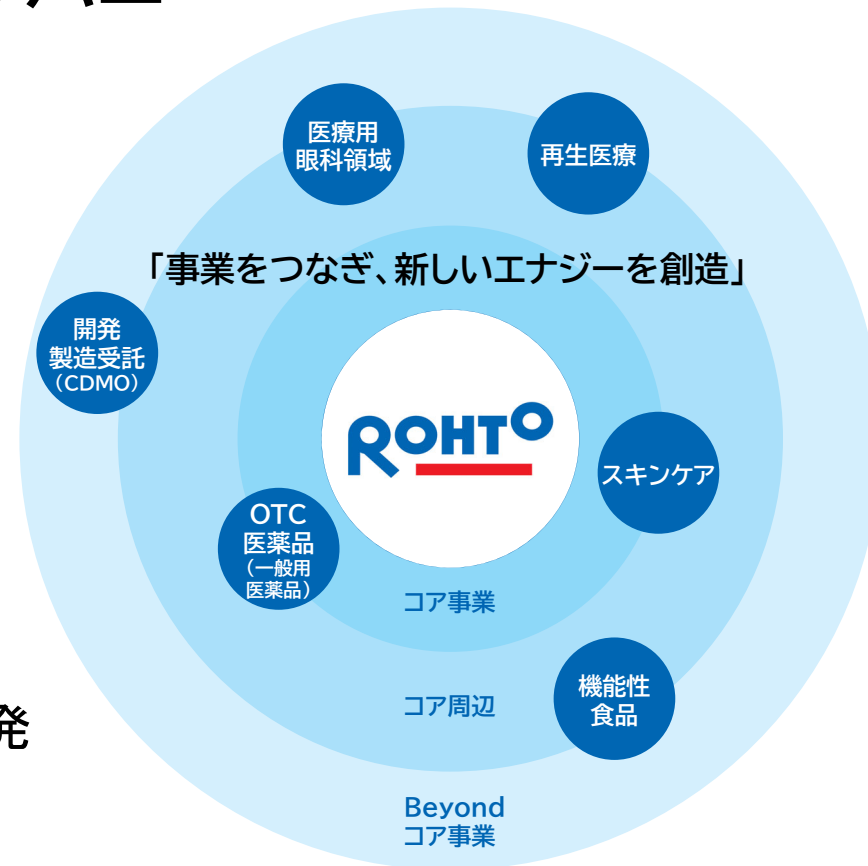 医療用
眼科領域
再生医療
「事業をつなぎ、新しいエナジーを創造」
開発
製造受託
（CDMO）
ROHTO
スキンケア
OTC
医薬品
（一般用
医薬品）
コア事業
機能性
食品
コア周辺
発
Beyond
コア事業